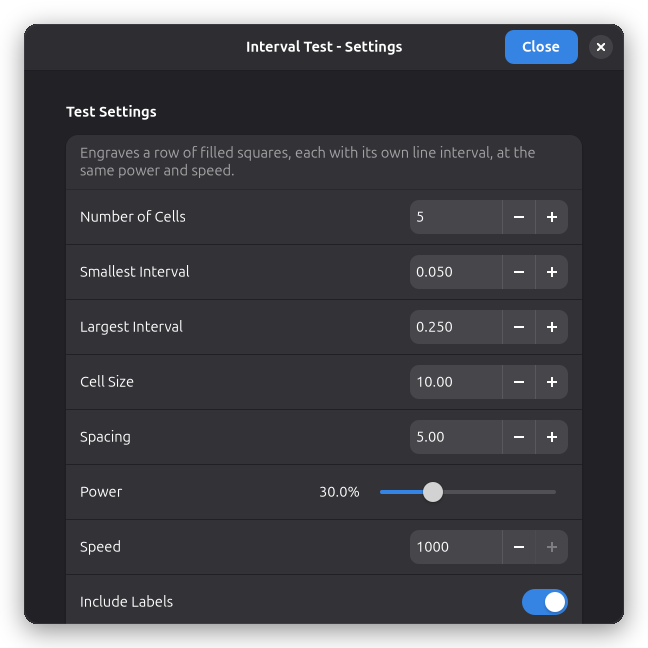 Interval Test - Settings
Close
Test Settings
Engraves a row of filled squares, each with its own line interval, at the
same power and speed.
Number of Cells 5
Smallest Interval 0.050
Largest Interval 0.250
Cell Size 10.00
Spacing 5.00
Power 30.0%
Speed 1000
Include Labels